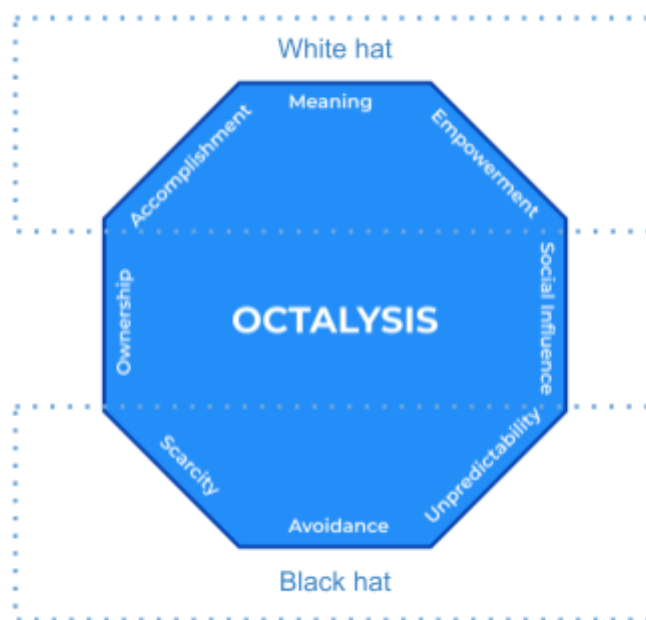 White hat
Meaning
Accomplishment
Empowerment
Ownership
OCTALYSIS
Social Influence
Scarcity
Unpredictability
Avoidance
Black hat